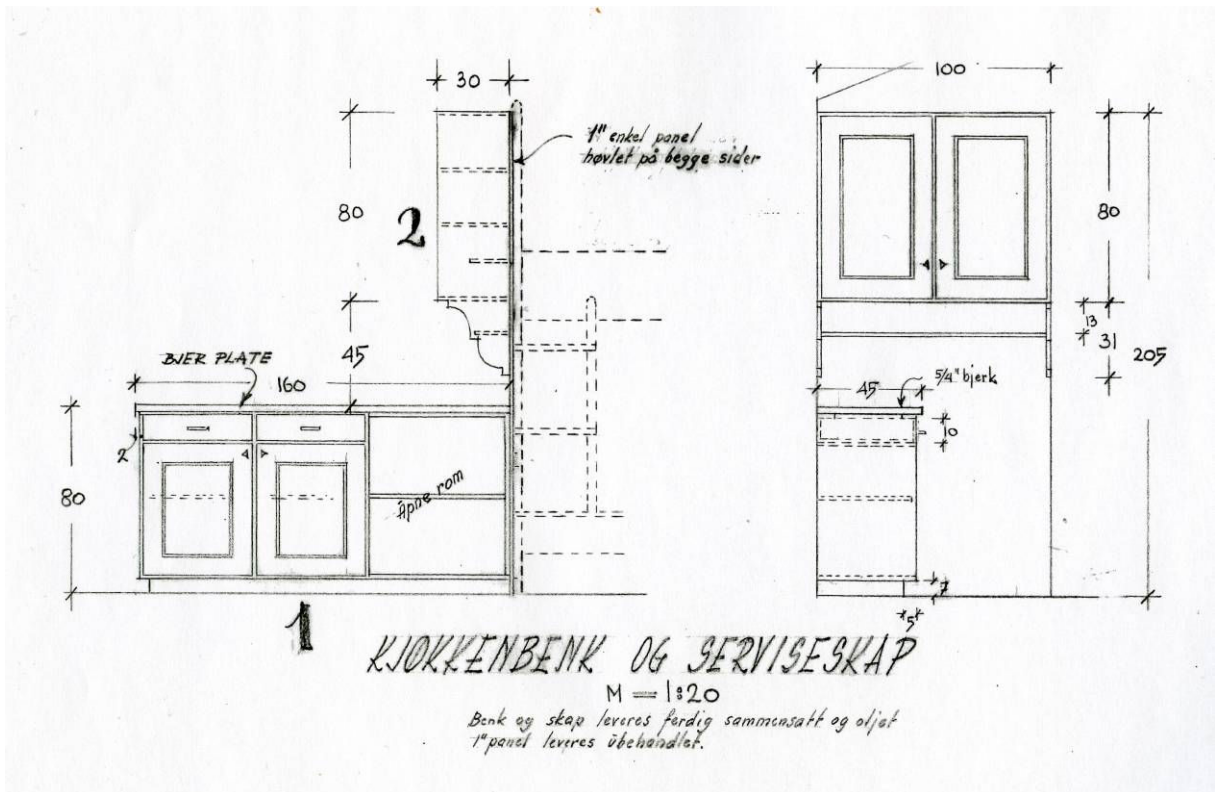 30
100
1" enkel panel
høvlet på begge sider
80
2
80
13
31
205
45
BJER PLATE
160
45
5/4" bjerk
2
0
80
Åpne rom
7
5
1
KJØKKENBENK OG SERVISESKAP
M = 1:20
Benk og skap leveres ferdig sammensatt og oljet
1" panel leveres ubehandlet.